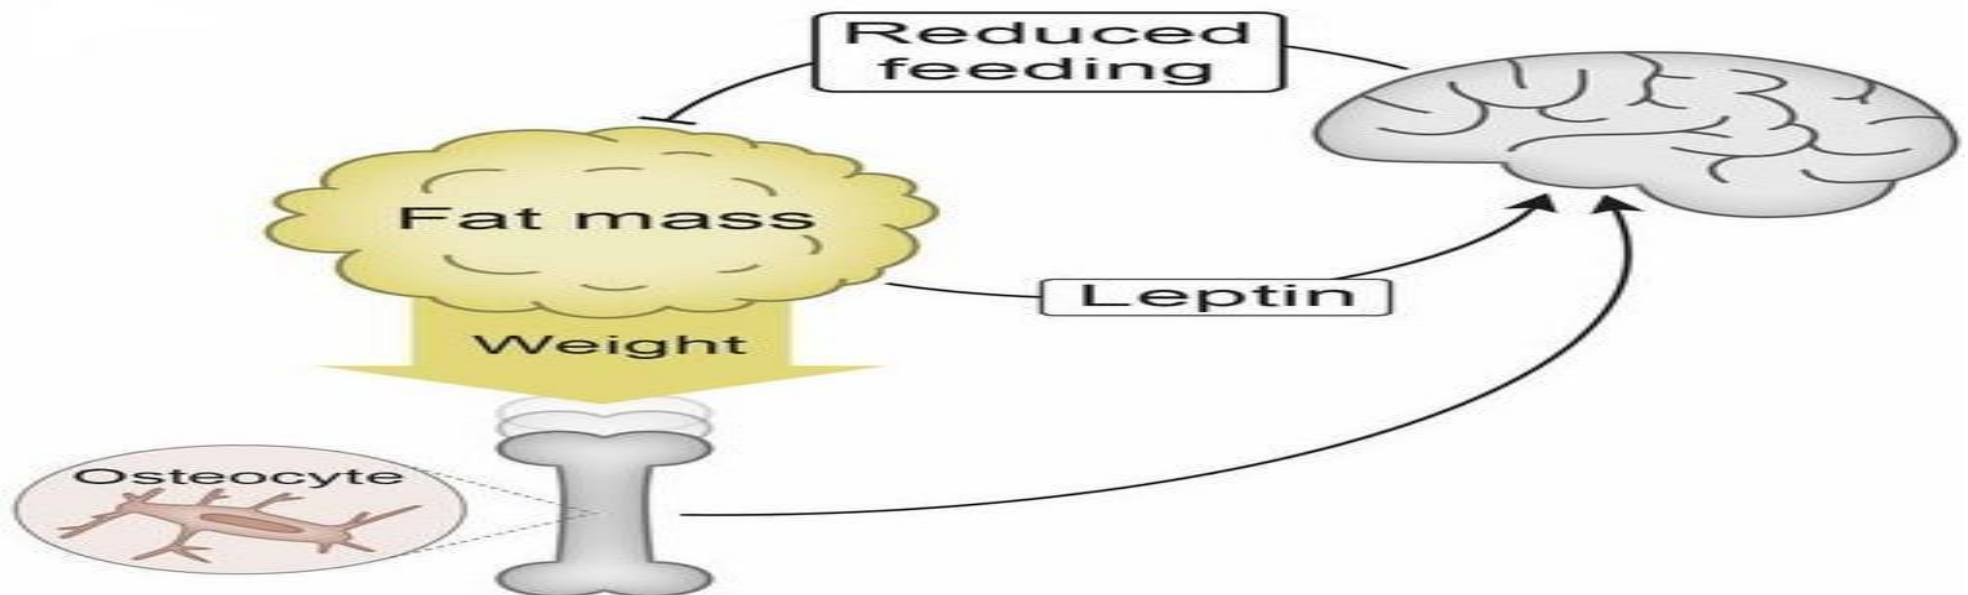 Reduced
feeding
Fat mass
Leptin
Weight
Osteocyte